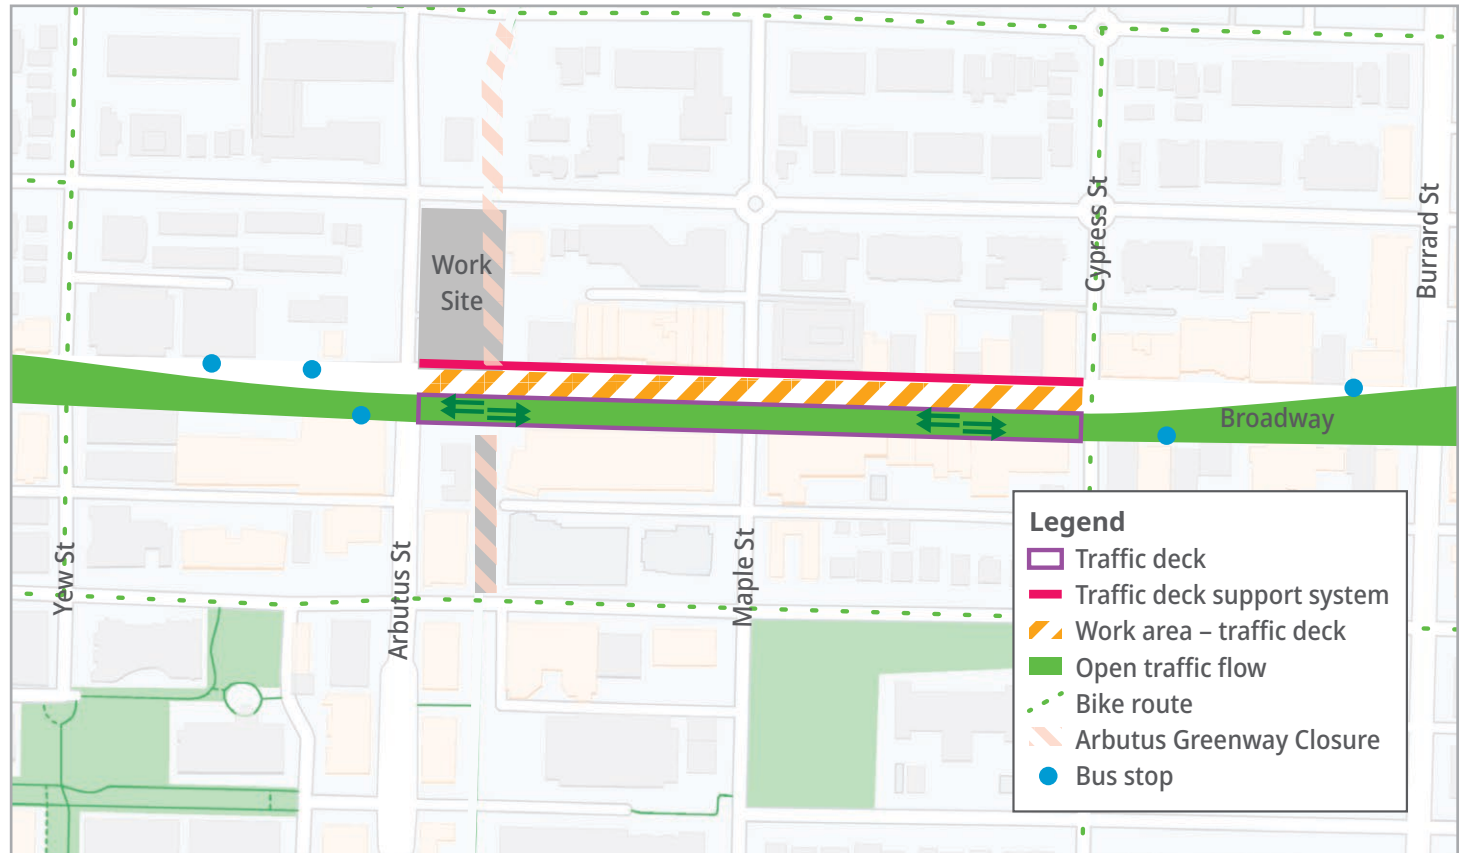 Work
Site
Cypress St
Burrard St
Broadway
Yew St
Arbutus St
Maple St
Legend
Traffic deck
Traffic deck support system
Work area – traffic deck
Open traffic flow
Bike route
Arbutus Greenway Closure
Bus stop